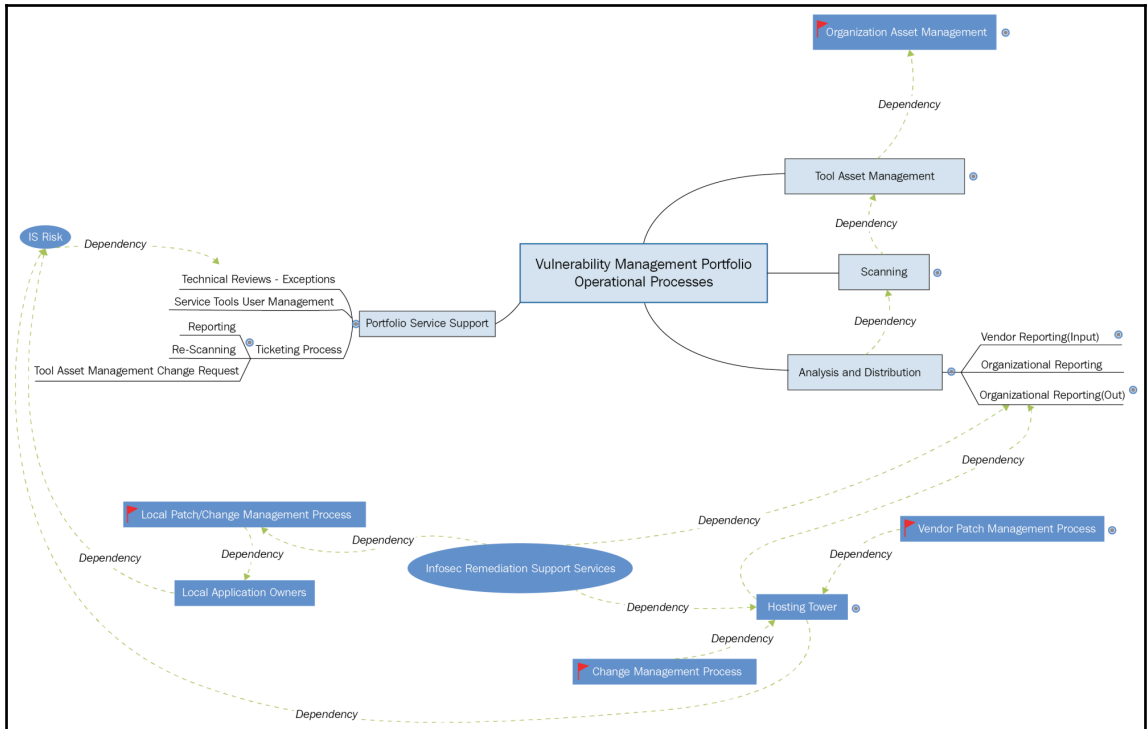 Organization Asset Management
Dependency
Tool Asset Management
Dependency
IS Risk
Dependency
Vulnerability Management Portfolio
Operational Processes
Scanning
Technical Reviews - Exceptions
Service Tools User Management
Portfolio Service Support
Reporting
Re-Scanning
Ticketing Process
Tool Asset Management Change Request
Dependency
Vendor Reporting(Input)
Analysis and Distribution
Organizational Reporting
Organizational Reporting(Out)
Dependency
Local Patch/Change Management Process
Dependency
Vendor Patch Management Process
Dependency
Dependency
Dependency
Dependency
Infosec Remediation Support Services
Local Application Owners
Dependency
Hosting Tower
Dependency
Change Management Process
Dependency